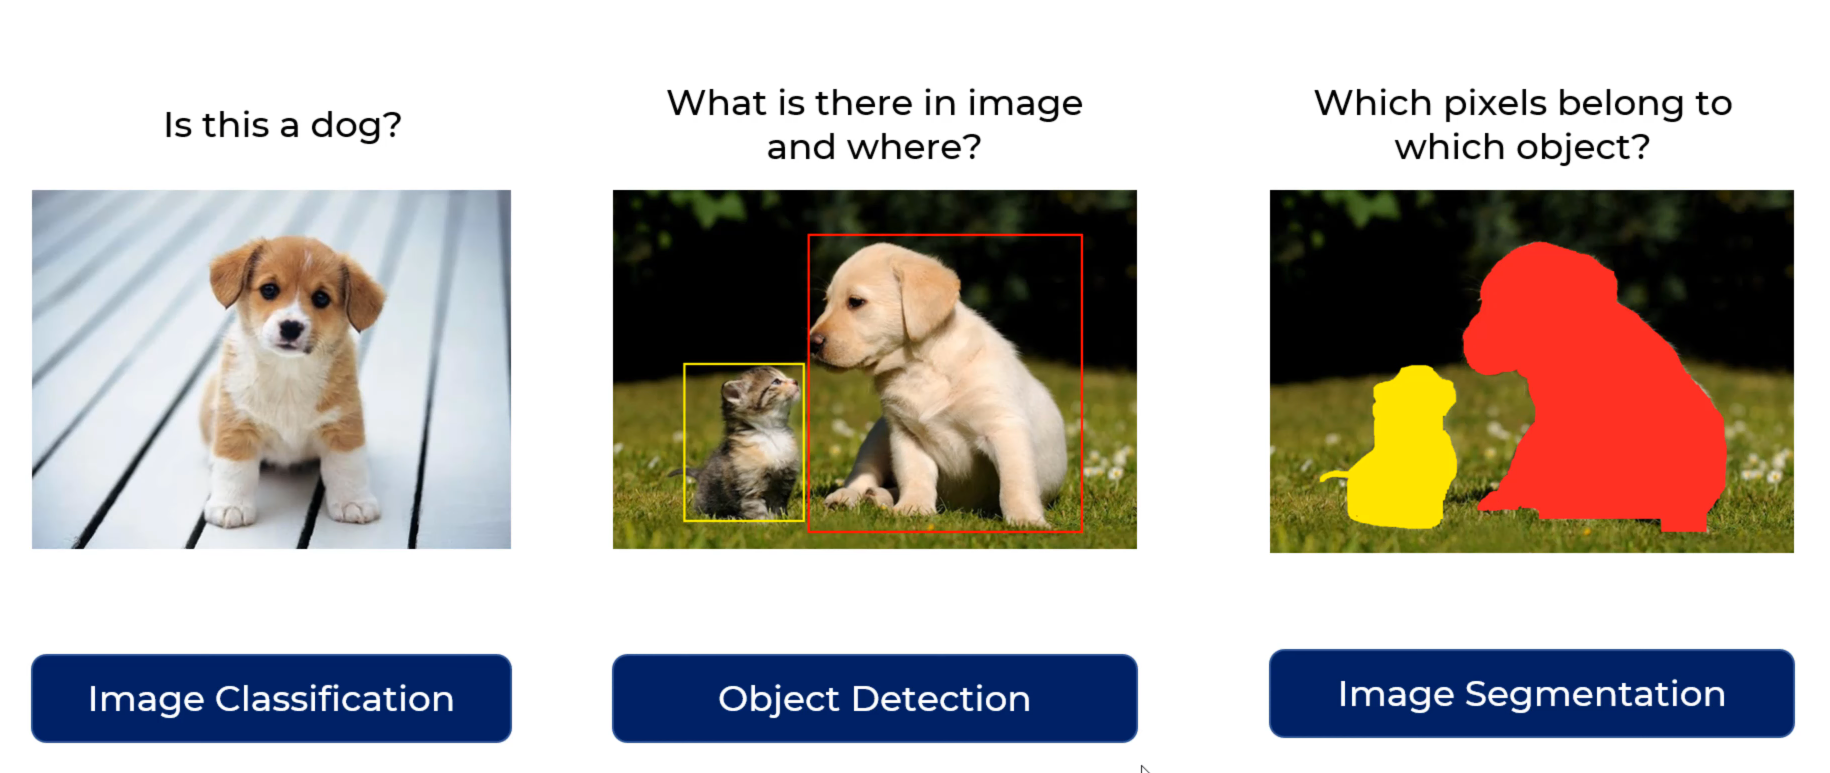 Is this a dog?
What is there in image
and where?
Which pixels belong to
which object?
Image Classification
Object Detection
Image Segmentation